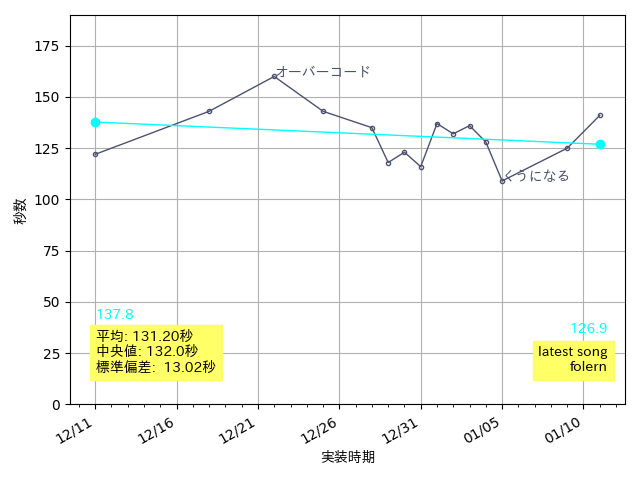 175
150
125
100
75
50
25
0
秒数
オーバーコード
くうになる
137.8
平均: 131.20秒
中央値: 132.0秒
標準偏差: 13.02秒
126.9
latest song
folern
12/11
12/16
12/21
12/26
12/31
01/05
01/10
実装時期